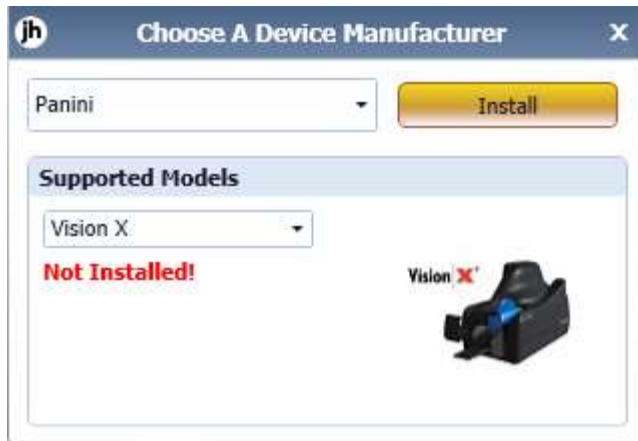 jh Choose A Device Manufacturer X
Panini Install
Supported Models
Vision X
Not Installed!
Vision X